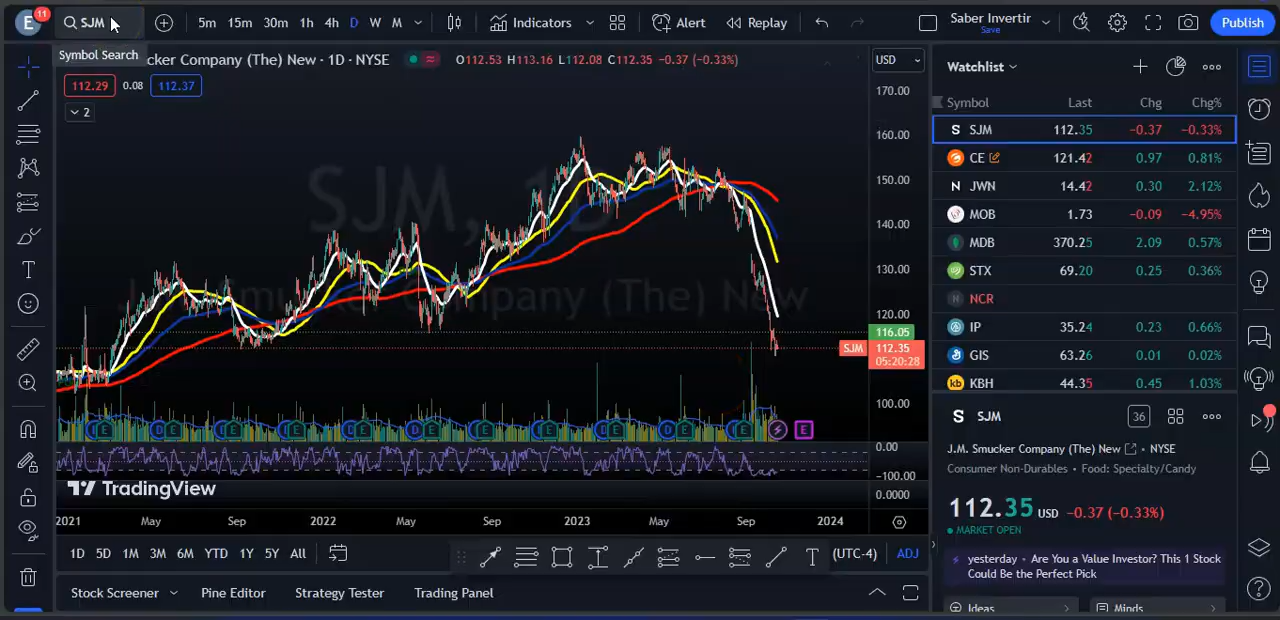 E 11 SJM 5m 15m 30m 1h 4h D W M Indicators Alert Replay Saber Invertir Save Publish
Symbol Search
cker Company (The) New · 1D · NYSE O112.53 H113.16 L112.08 C112.35 −0.37 (−0.33%) USD
112.29 0.08 112.37
2
SJM, 1D
J.M. Smucker Company (The) New
170.00
160.00
150.00
140.00
130.00
120.00
116.05
SJM 112.35
05:20:28
100.00
0.00
−100.00
0.0000
D E D E D E D E D E D E D E D E E
TradingView
2021 May Sep 2022 May Sep 2023 May Sep 2024
1D 5D 1M 3M 6M YTD 1Y 5Y All T (UTC-4) ADJ
Stock Screener Pine Editor Strategy Tester Trading Panel
Watchlist
Symbol Last Chg Chg%
S SJM 112.35 −0.37 −0.33%
CE 121.42 0.97 0.81%
N JWN 14.42 0.30 2.12%
MOB 1.73 −0.09 −4.95%
MDB 370.25 2.09 0.57%
STX 69.20 0.25 0.36%
N NCR
IP 35.24 0.23 0.66%
GIS 63.26 0.01 0.02%
kb KBH 44.35 0.45 1.03%
S SJM 36
J.M. Smucker Company (The) New · NYSE
Consumer Non-Durables • Food: Specialty/Candy
112.35 USD −0.37 (−0.33%)
MARKET OPEN
yesterday • Are You a Value Investor? This 1 Stock
Could Be the Perfect Pick
Ideas Minds